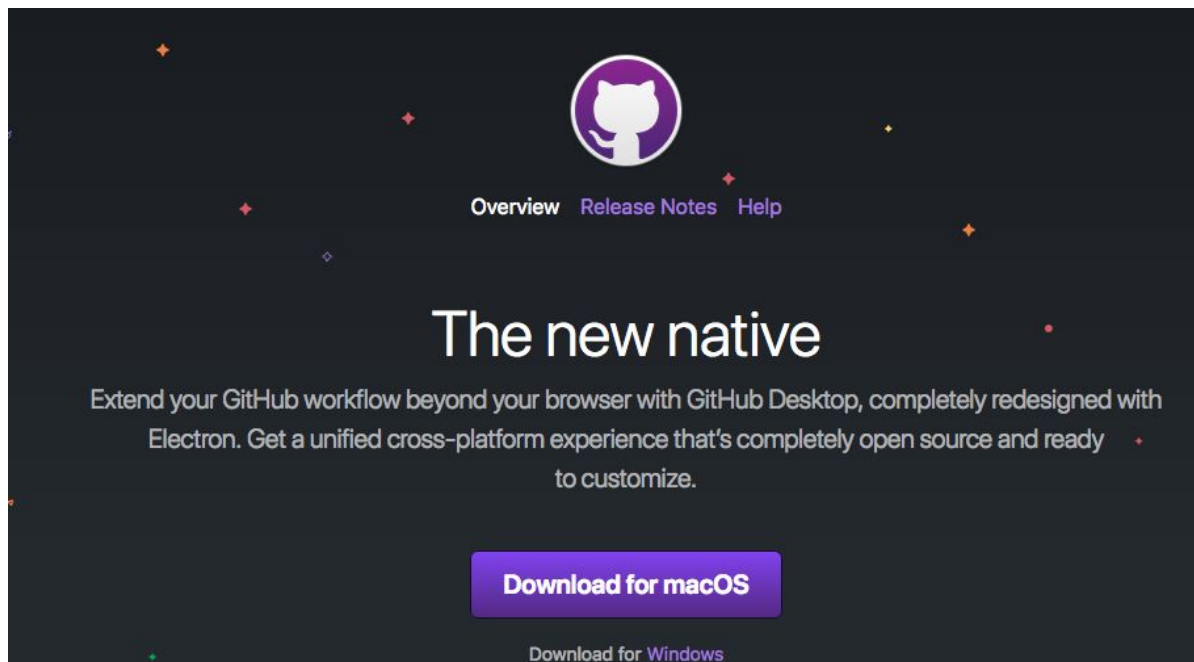 Overview Release Notes Help
The new native
Extend your GitHub workflow beyond your browser with GitHub Desktop, completely redesigned with
Electron. Get a unified cross-platform experience that's completely open source and ready
to customize.
Download for macOS
Download for Windows